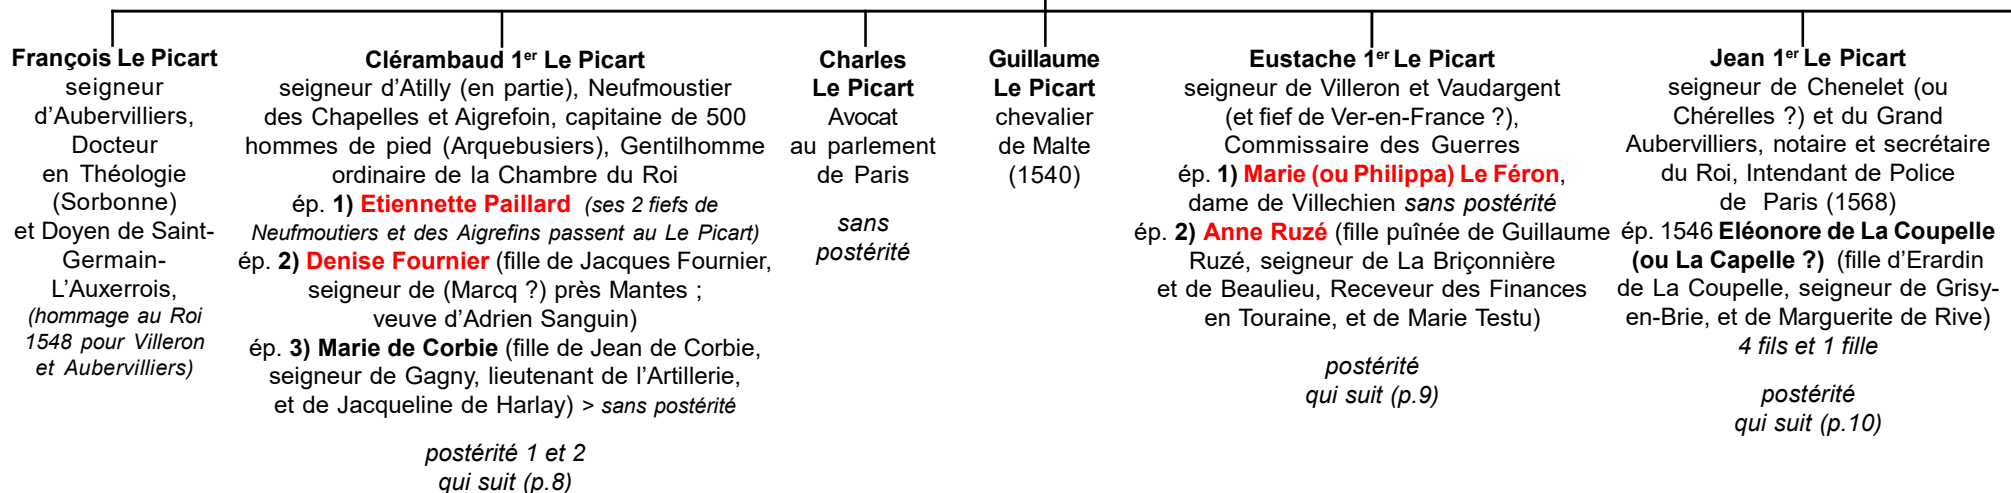 François Le Picart
seigneur
d'Aubervilliers,
Docteur
en Théologie
(Sorbonne)
et Doyen de Saint-
Germain-
L'Auxerrois,
(hommage au Roi
1548 pour Villeron
et Aubervilliers)
Clérambaud 1er Le Picart
seigneur d'Atilly (en partie), Neufmoustier
des Chapelles et Aigrefoin, capitaine de 500
hommes de pied (Arquebusiers), Gentilhomme
ordinaire de la Chambre du Roi
ép. 1) Etiennette Paillard (ses 2 fiefs de
Neufmoutiers et des Aigrefins passent au Le Picart)
ép. 2) Denise Fournier (fille de Jacques Fournier,
seigneur de (Marcq ?) près Mantes ;
veuve d'Adrien Sanguin)
ép. 3) Marie de Corbie (fille de Jean de Corbie,
seigneur de Gagny, lieutenant de l'Artillerie,
et de Jacqueline de Harlay) > sans postérité
postérité 1 et 2
qui suit (p.8)
Charles
Le Picart
Avocat
au parlement
de Paris
sans
postérité
Guillaume
Le Picart
chevalier
de Malte
(1540)
Eustache 1er Le Picart
seigneur de Villeron et Vaudargent
(et fief de Ver-en-France ?),
Commissaire des Guerres
ép. 1) Marie (ou Philippa) Le Féron,
dame de Villechien sans postérité
ép. 2) Anne Ruzé (fille puînée de Guillaume
Ruzé, seigneur de La Briçonnière
et de Beaulieu, Receveur des Finances
en Touraine, et de Marie Testu)
postérité
qui suit (p.9)
Jean 1er Le Picart
seigneur de Chenelet (ou
Chérelles ?) et du Grand
Aubervilliers, notaire et secrétaire
du Roi, Intendant de Police
de Paris (1568)
ép. 1546 Eléonore de La Coupelle
(ou La Capelle ?) (fille d'Erardin
de La Coupelle, seigneur de Grisy-
en-Brie, et de Marguerite de Rive)
4 fils et 1 fille
postérité
qui suit (p.10)